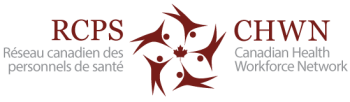 RCPS
Réseau canadien des
personnels de santé
CHWN
Canadian Health
Workforce Network